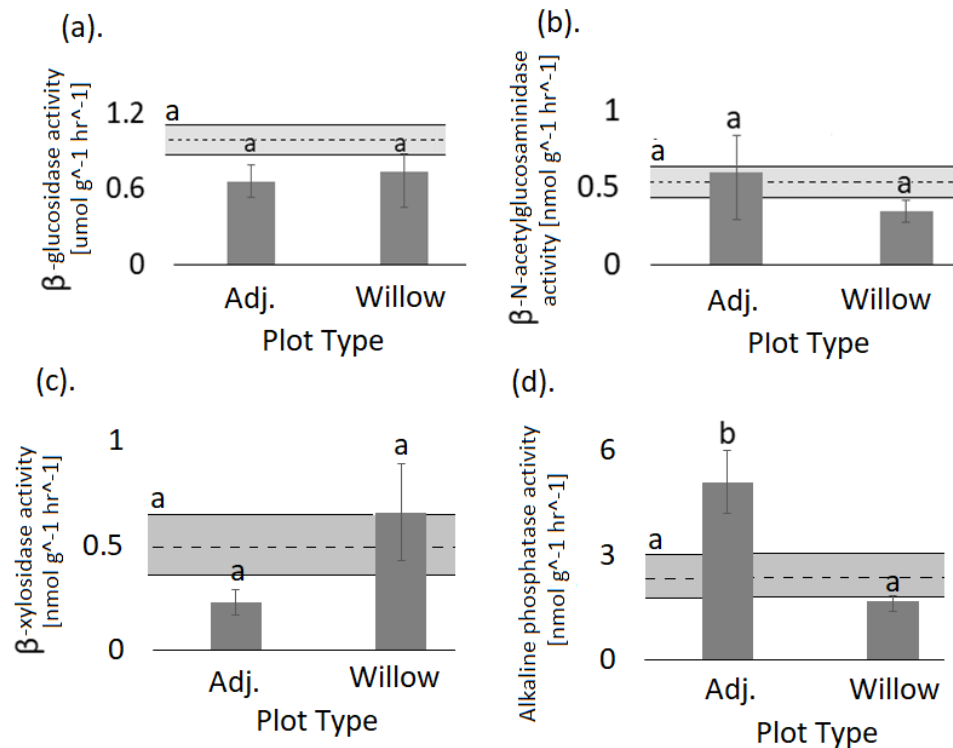 (a).
β-glucosidase activity
[umol g^-1 hr^-1]
1.2
0.6
0
a
a
a
Adj.
Willow
Plot Type
(b).
β-N-acetylglucosaminidase
activity [nmol g^-1 hr^-1]
1
0.5
0
a
a
a
Adj.
Willow
Plot Type
(c).
β-xylosidase activity
[nmol g^-1 hr^-1]
1
0.5
0
a
a
a
Adj.
Willow
Plot Type
(d).
Alkaline phosphatase activity
[nmol g^-1 hr^-1]
6
3
0
a
b
a
Adj.
Willow
Plot Type